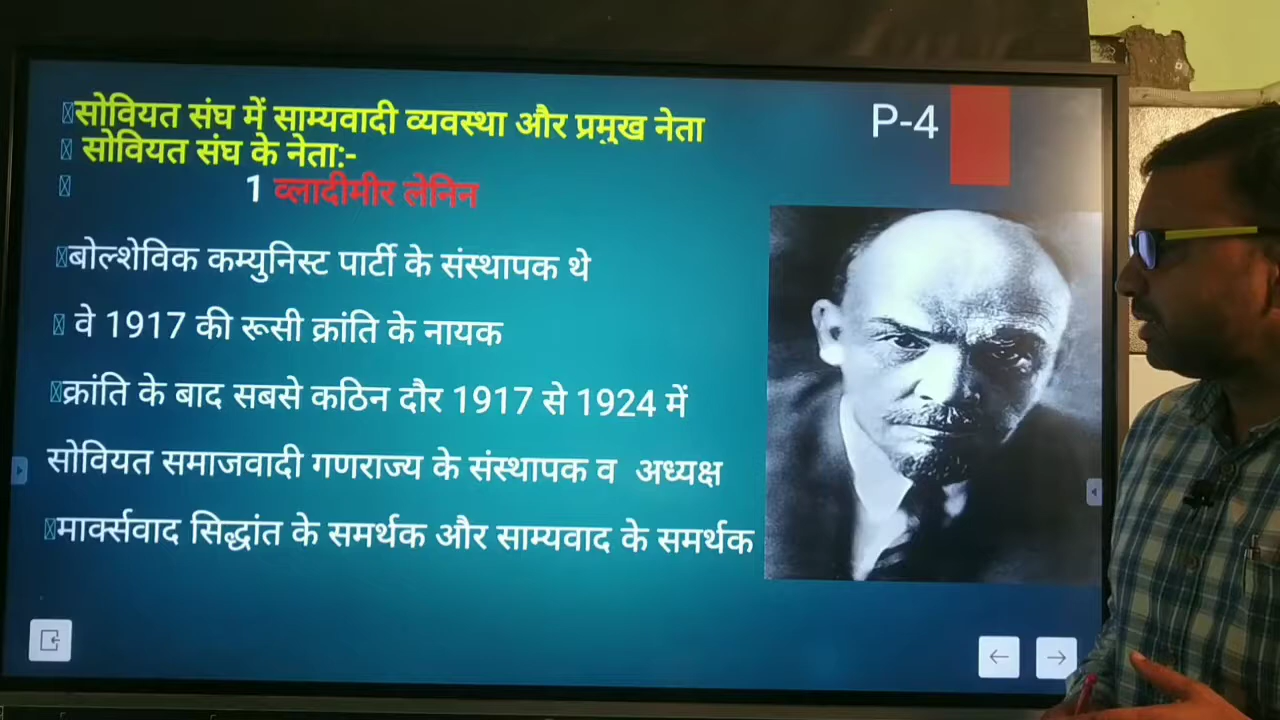 सोवियत संघ में साम्यवादी व्यवस्था और प्रमुख नेता
P-4
सोवियत संघ के नेता:-
1 व्लादीमीर लेनिन
बोल्शेविक कम्युनिस्ट पार्टी के संस्थापक थे
वे 1917 की रूसी क्रांति के नायक
क्रांति के बाद सबसे कठिन दौर 1917 से 1924 में
सोवियत समाजवादी गणराज्य के संस्थापक व अध्यक्ष
मार्क्सवाद सिद्धांत के समर्थक और साम्यवाद के समर्थक